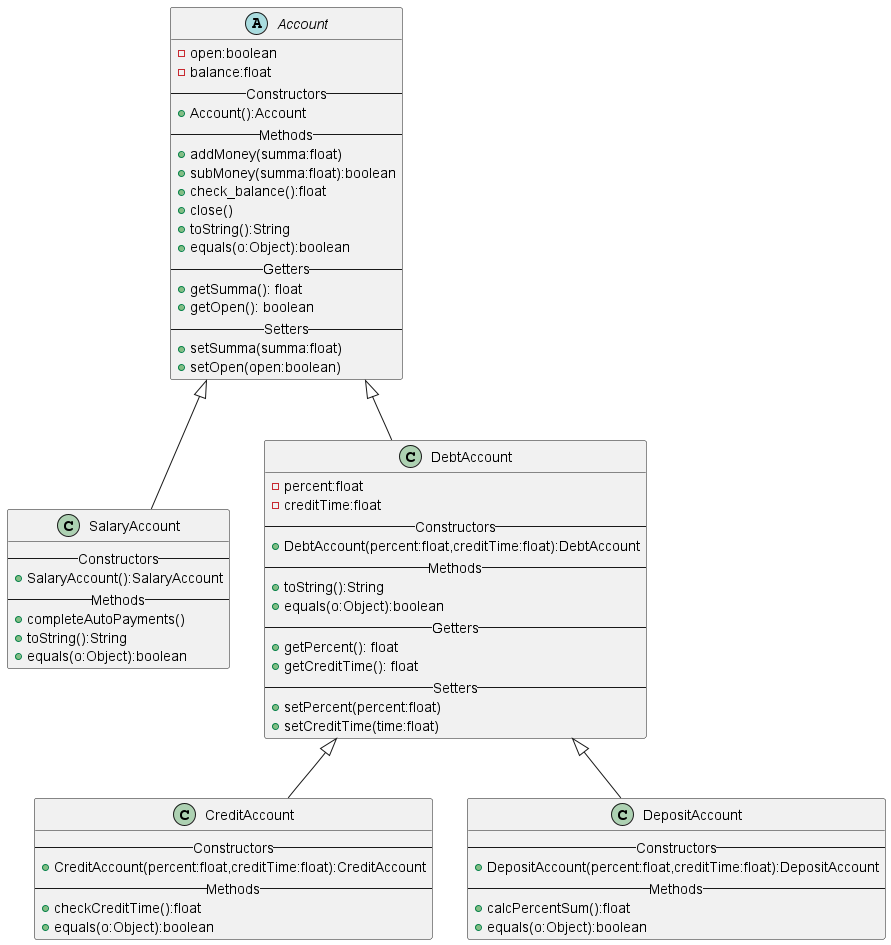 A Account
open:boolean
balance:float
Constructors
Account():Account
Methods
addMoney(summa:float)
subMoney(summa:float):boolean
check_balance():float
close()
toString():String
equals(o:Object):boolean
Getters
getSumma(): float
getOpen(): boolean
Setters
setSumma(summa:float)
setOpen(open:boolean)
C DebtAccount
percent:float
creditTime:float
Constructors
DebtAccount(percent:float,creditTime:float):DebtAccount
Methods
toString():String
equals(o:Object):boolean
Getters
getPercent(): float
getCreditTime(): float
Setters
setPercent(percent:float)
setCreditTime(time:float)
C SalaryAccount
Constructors
SalaryAccount():SalaryAccount
Methods
completeAutoPayments()
toString():String
equals(o:Object):boolean
C CreditAccount
Constructors
CreditAccount(percent:float,creditTime:float):CreditAccount
Methods
checkCreditTime():float
equals(o:Object):boolean
C DepositAccount
Constructors
DepositAccount(percent:float,creditTime:float):DepositAccount
Methods
calcPercentSum():float
equals(o:Object):boolean